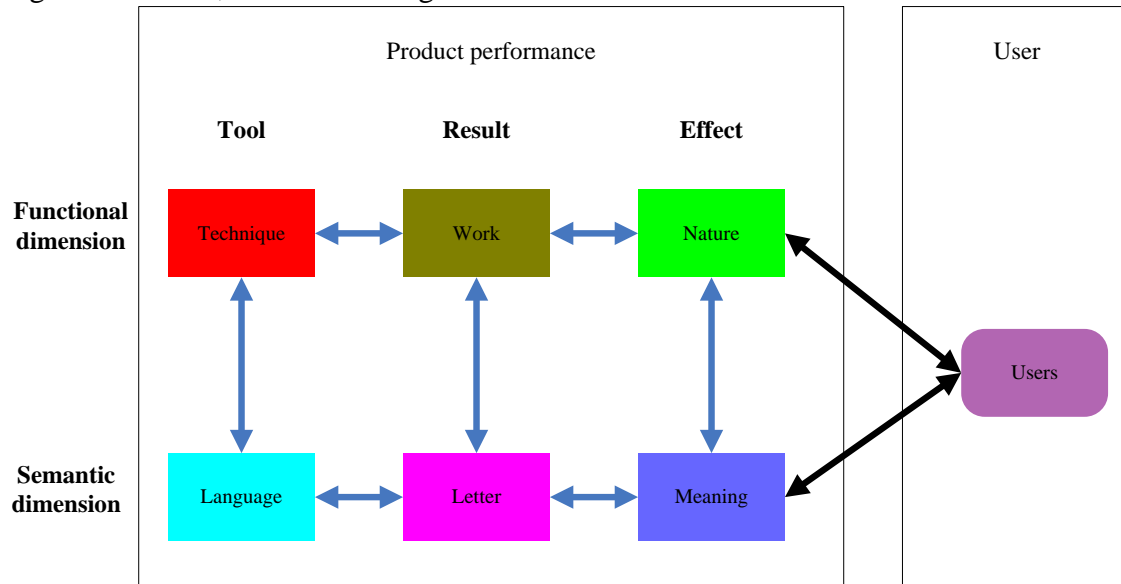 Product performance
User
Tool Result Effect
Functional
dimension
Technique Work Nature
Users
Semantic
dimension
Language Letter Meaning